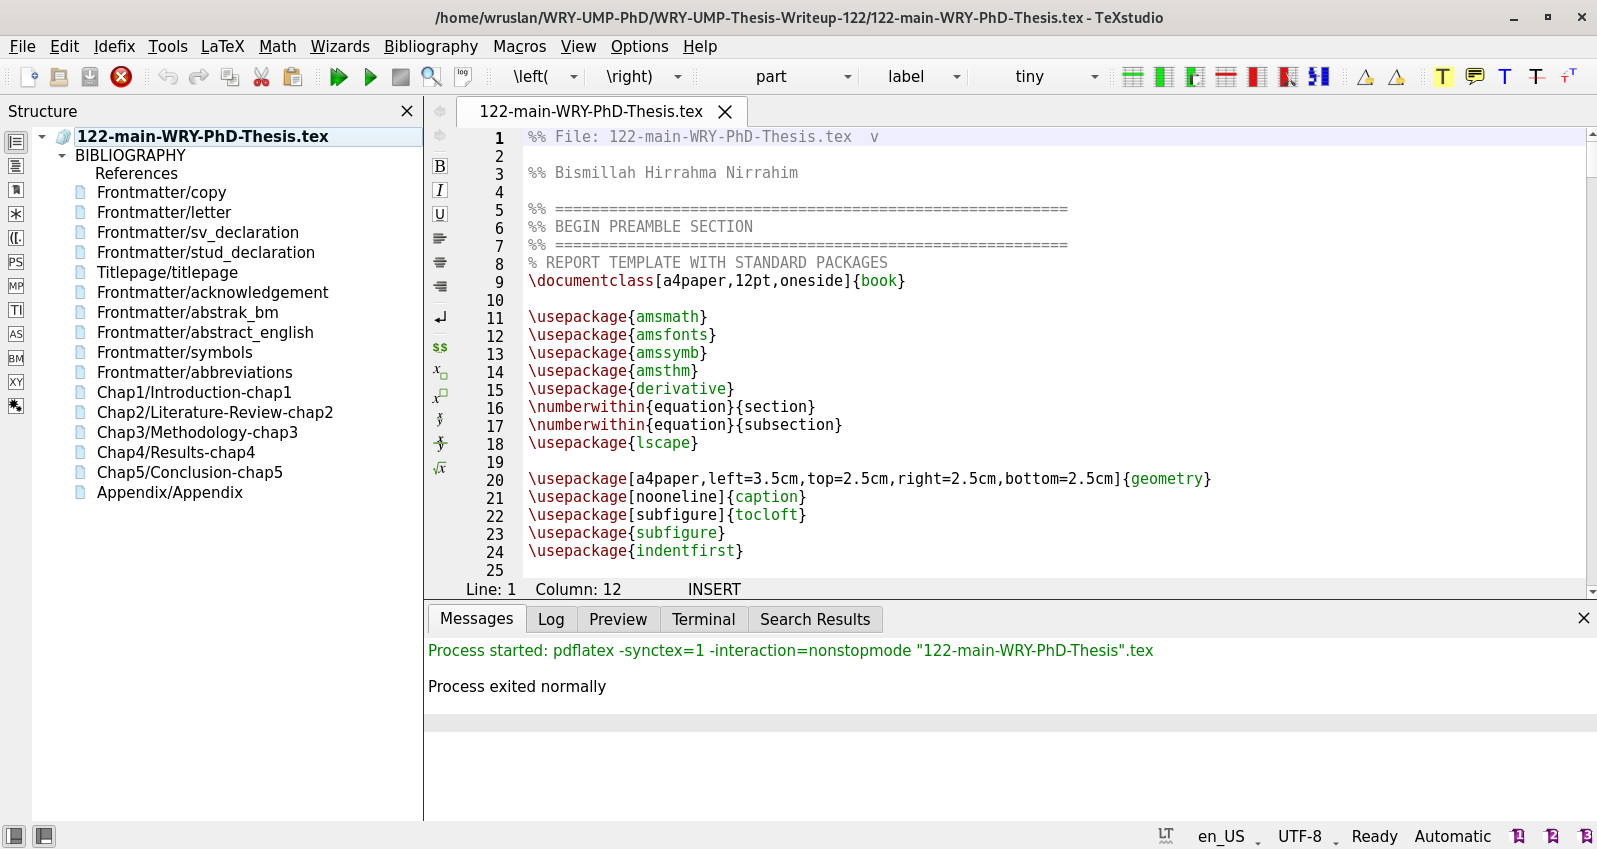 /home/wruslan/WRY-UMP-PhD/WRY-UMP-Thesis-Writeup-122/122-main-WRY-PhD-Thesis.tex - TeXstudio
File Edit Idefix Tools LaTeX Math Wizards Bibliography Macros View Options Help
log \left( \right) part label tiny T T T
Structure
122-main-WRY-PhD-Thesis.tex
BIBLIOGRAPHY
References
Frontmatter/copy
Frontmatter/letter
Frontmatter/sv_declaration
Frontmatter/stud_declaration
Titlepage/titlepage
Frontmatter/acknowledgement
Frontmatter/abstrak_bm
Frontmatter/abstract_english
Frontmatter/symbols
Frontmatter/abbreviations
Chap1/Introduction-chap1
Chap2/Literature-Review-chap2
Chap3/Methodology-chap3
Chap4/Results-chap4
Chap5/Conclusion-chap5
Appendix/Appendix
([.
PS
MP
TI
AS
BM
XY
B
I
U
$$
122-main-WRY-PhD-Thesis.tex
1 %% File: 122-main-WRY-PhD-Thesis.tex  v
2
3 %% Bismillah Hirrahma Nirrahim
4
5 %% =========================================================
6 %% BEGIN PREAMBLE SECTION
7 %% =========================================================
8 % REPORT TEMPLATE WITH STANDARD PACKAGES
9 \documentclass[a4paper,12pt,oneside]{book}
10
11 \usepackage{amsmath}
12 \usepackage{amsfonts}
13 \usepackage{amssymb}
14 \usepackage{amsthm}
15 \usepackage{derivative}
16 \numberwithin{equation}{section}
17 \numberwithin{equation}{subsection}
18 \usepackage{lscape}
19
20 \usepackage[a4paper,left=3.5cm,top=2.5cm,right=2.5cm,bottom=2.5cm]{geometry}
21 \usepackage[nooneline]{caption}
22 \usepackage[subfigure]{tocloft}
23 \usepackage{subfigure}
24 \usepackage{indentfirst}
25
Line: 1 Column: 12 INSERT
Messages Log Preview Terminal Search Results
Process started: pdflatex -synctex=1 -interaction=nonstopmode "122-main-WRY-PhD-Thesis".tex
Process exited normally
LT en_US UTF-8 Ready Automatic 1 2 3